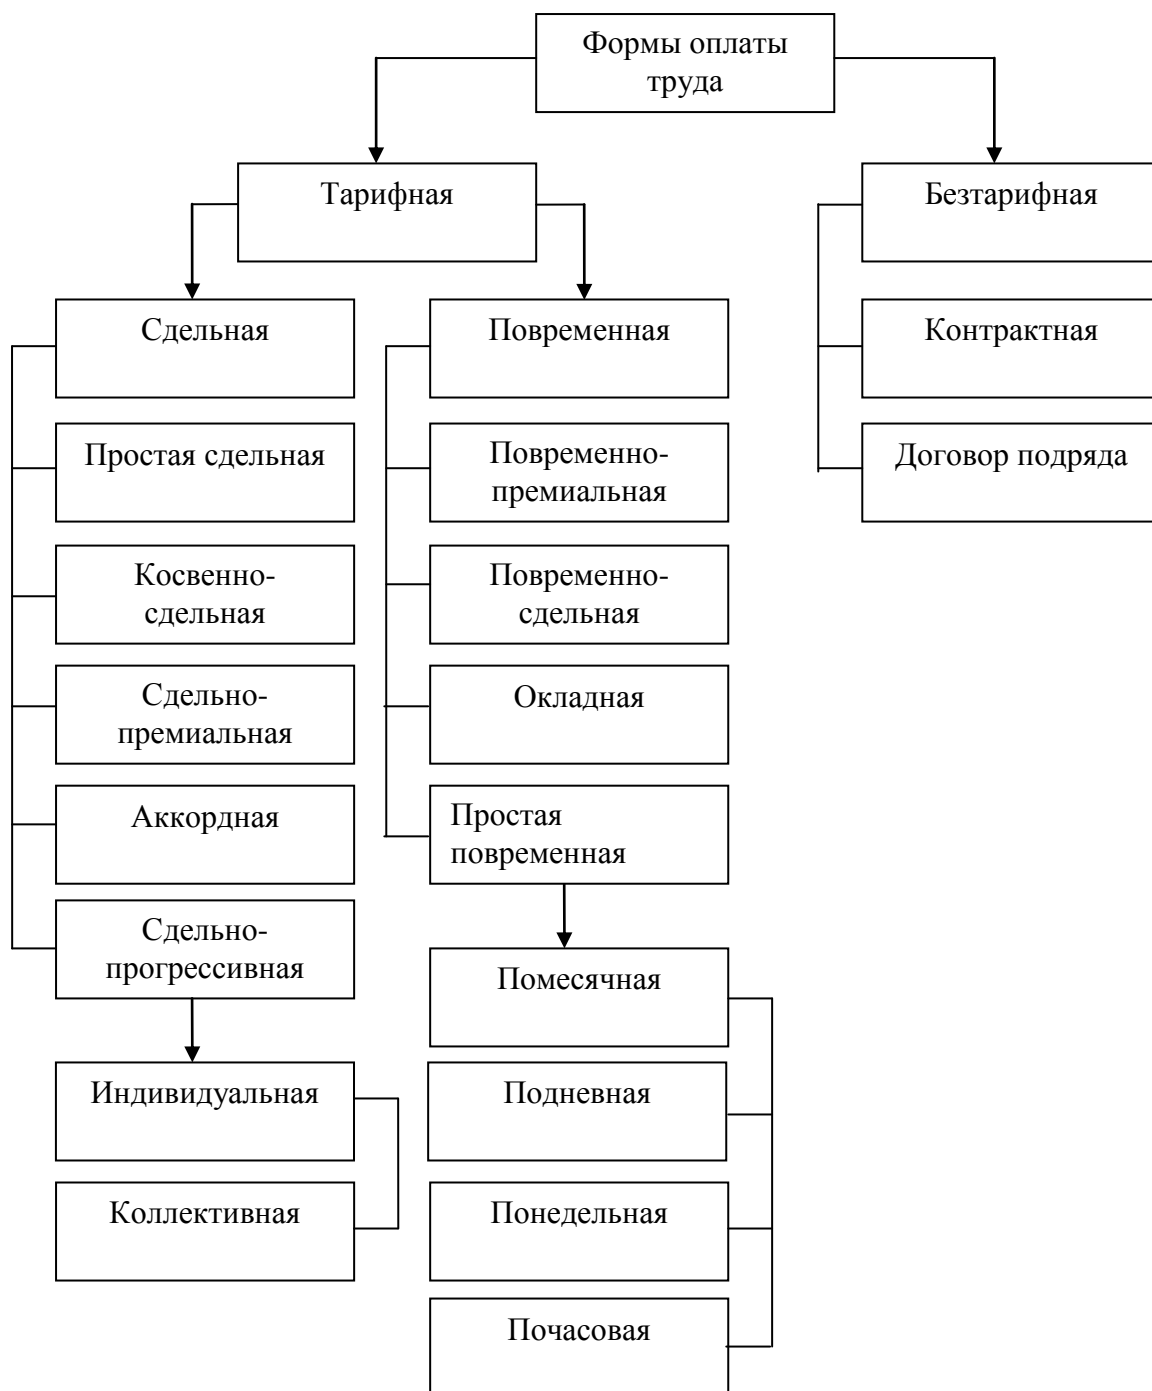 Формы оплаты
труда
Тарифная
Безтарифная
Сдельная
Повременная
Контрактная
Простая сдельная
Повременно-
премиальная
Договор подряда
Косвенно-
сдельная
Повременно-
сдельная
Сдельно-
премиальная
Окладная
Аккордная
Простая
повременная
Сдельно-
прогрессивная
Помесячная
Индивидуальная
Подневная
Коллективная
Понедельная
Почасовая